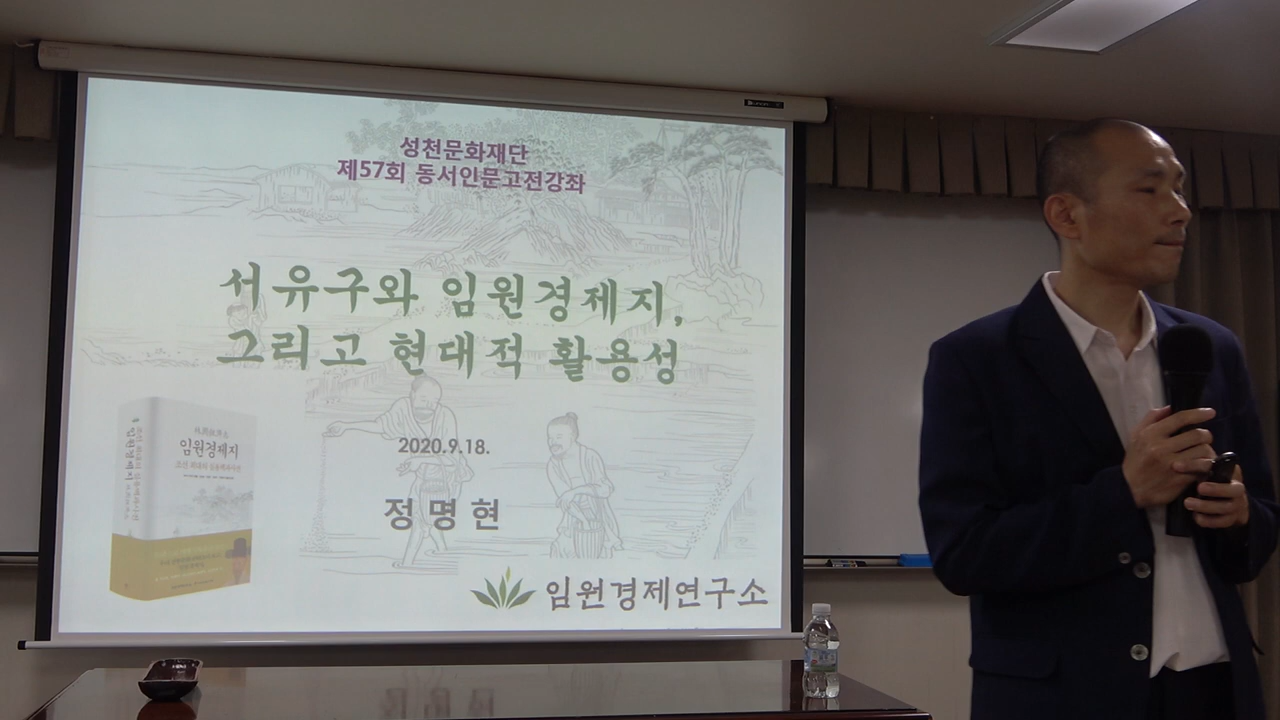 성천문화재단
제57회 동서인문고전강좌
서유구와 임원경제지,
그리고 현대적 활용성
임원경제지
2020.9.18.
정명현
임원경제연구소